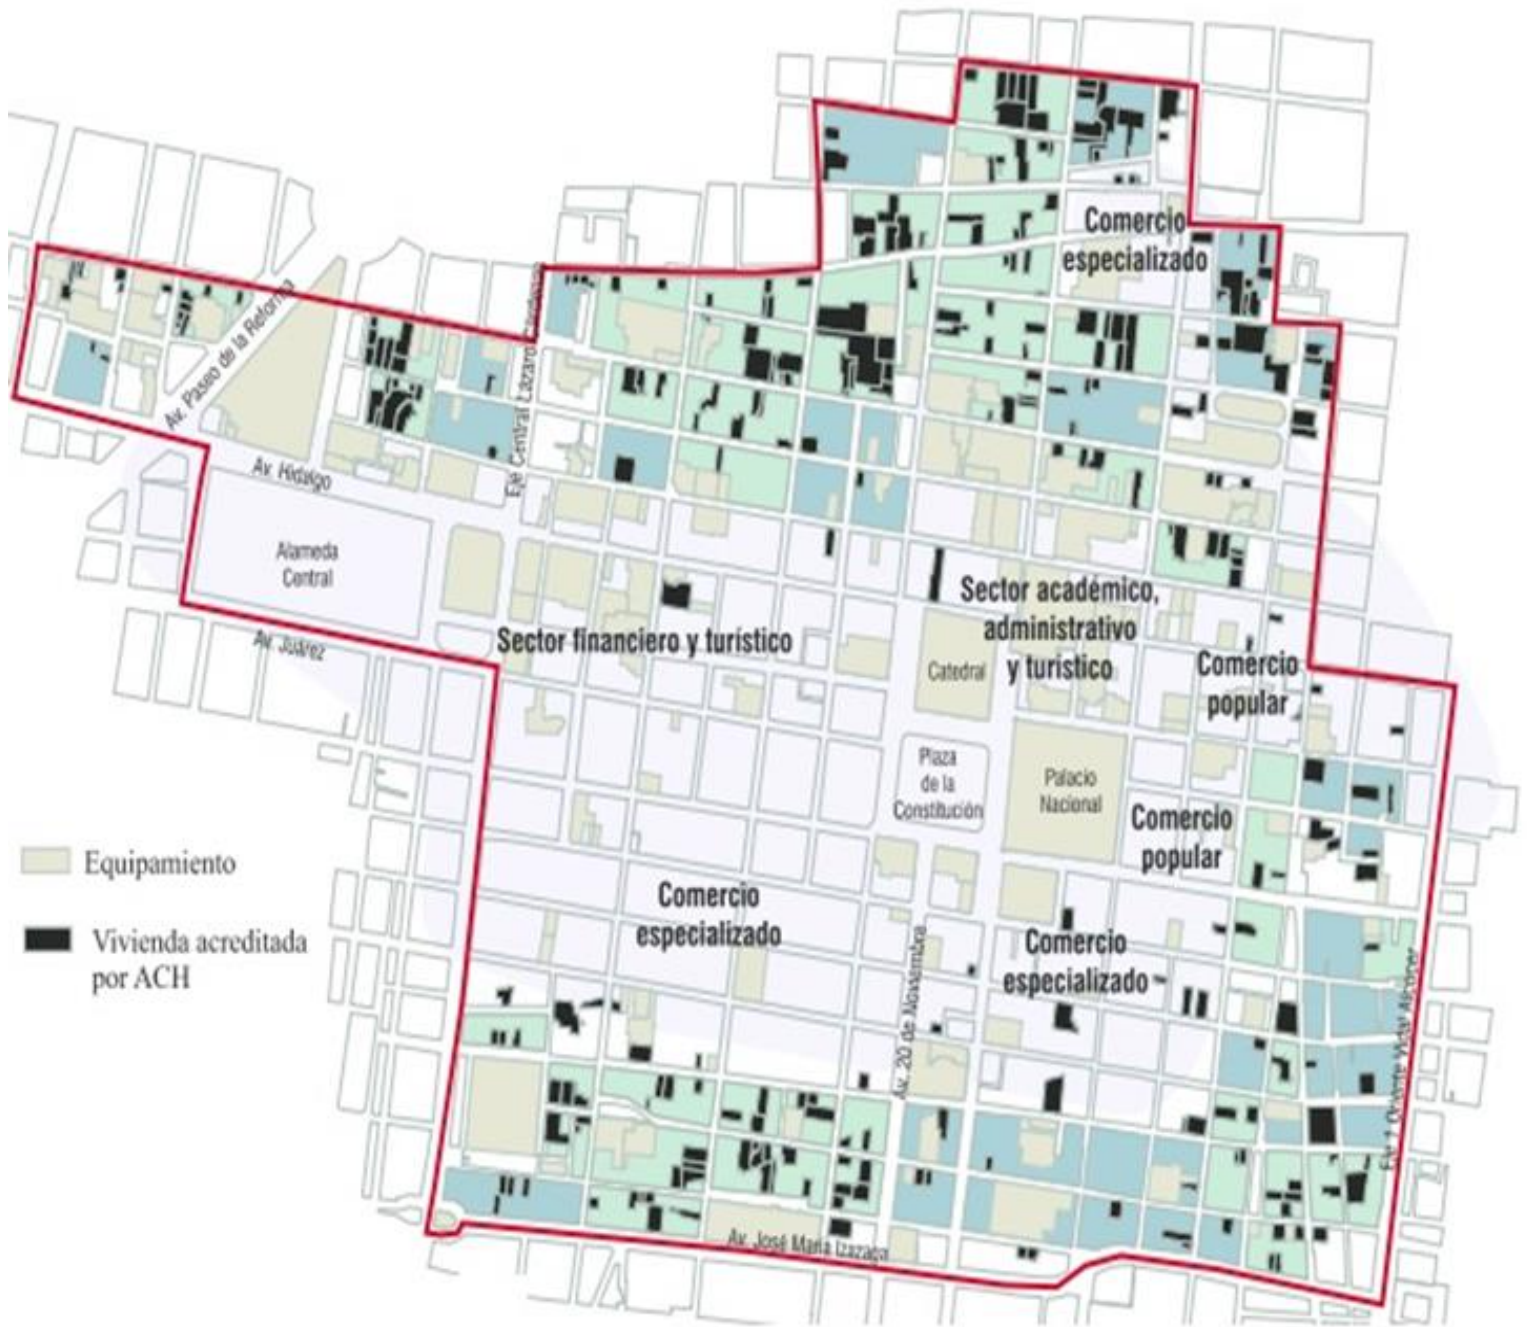 Comercio
especializado
Av. Paseo de la Reforma
Eje Central Lázaro Cárdenas
Av. Hidalgo
Alameda
Central
Sector académico,
administrativo
y turístico
Sector financiero y turístico
Av. Juárez
Catedral
Comercio
popular
Plaza
de la
Constitución
Palacio
Nacional
Comercio
popular
Equipamiento
Comercio
especializado
Vivienda acreditada
por ACH
Comercio
especializado
Av. 20 de Noviembre
Av. José María Izazaga